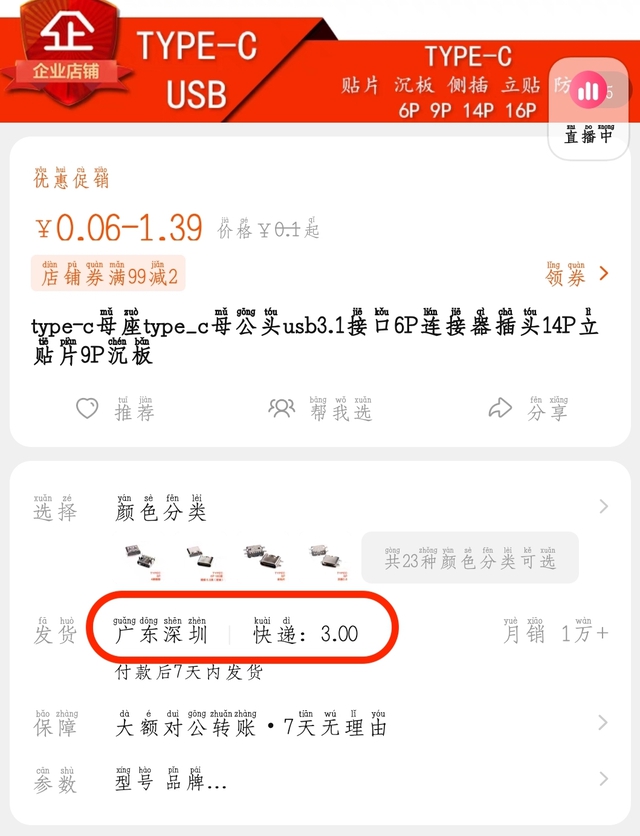 企
企业店铺
TYPE-C
USB
TYPE-C
贴片 沉板 侧插 立贴 防
6P 9P 14P 16P
5
直播中
优惠促销
¥0.06-1.39 价格¥0.1起
店铺券满99减2
领券
type-c母座type_c母公头usb3.1接口6P连接器插头14P立
贴片9P沉板
推荐
帮我选
分享
选择 颜色分类
共23种颜色分类可选
发货 广东深圳 快递：3.00 月销 1万+
付款后7天内发货
保障 大额对公转账·7天无理由
参数 型号 品牌...